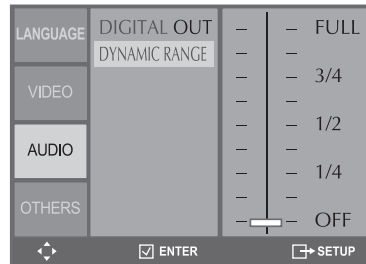 LANGUAGE
VIDEO
AUDIO
OTHERS
DIGITAL OUT
DYNAMIC RANGE
FULL
3/4
1/2
1/4
OFF
ENTER
SETUP